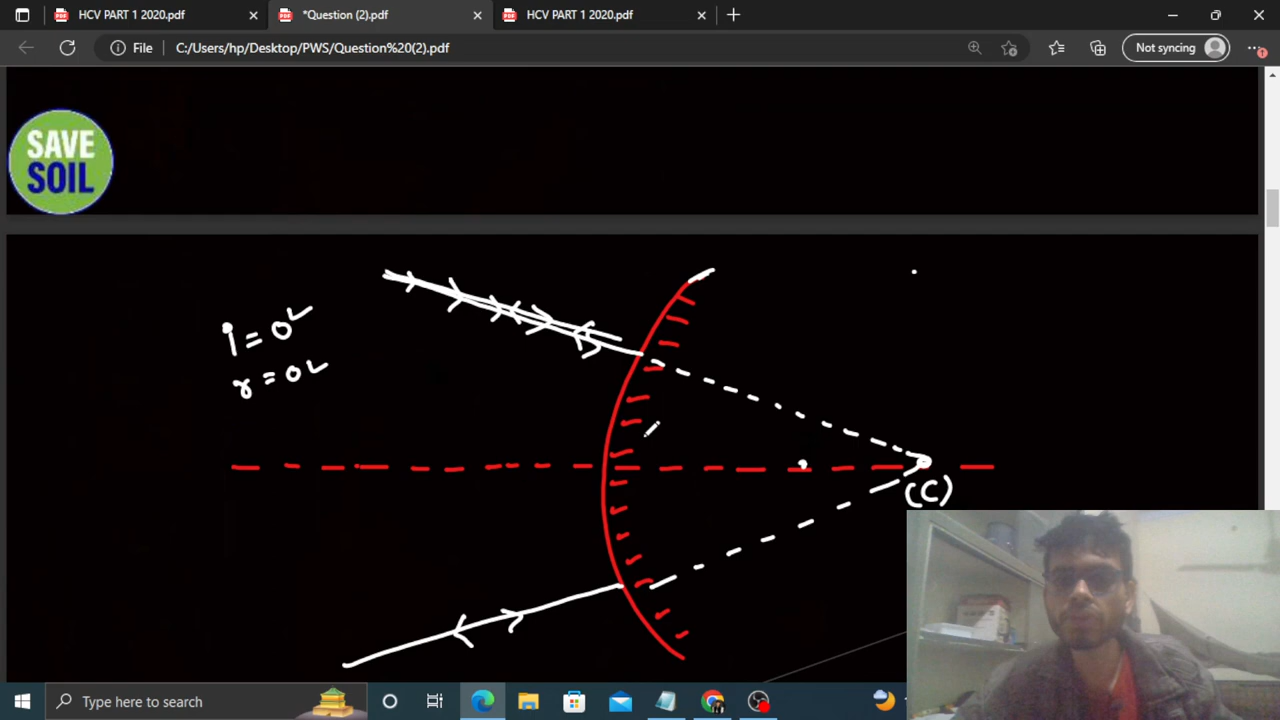 HCV PART 1 2020.pdf
*Question (2).pdf
HCV PART 1 2020.pdf
File
C:/Users/hp/Desktop/PWS/Question%20(2).pdf
Not syncing
SAVE
SOIL
i = 0
r = 0
(C)
Type here to search